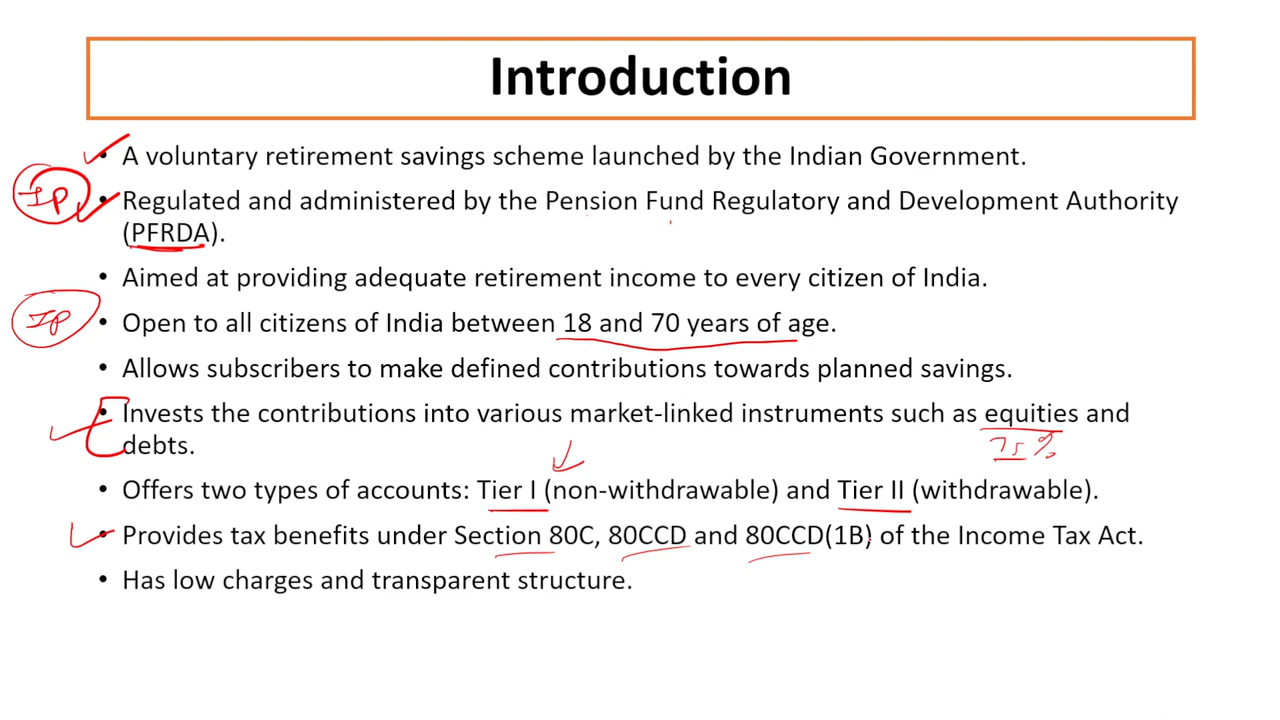 Introduction
• A voluntary retirement savings scheme launched by the Indian Government.
IP
• Regulated and administered by the Pension Fund Regulatory and Development Authority
(PFRDA).
• Aimed at providing adequate retirement income to every citizen of India.
IP
• Open to all citizens of India between 18 and 70 years of age.
• Allows subscribers to make defined contributions towards planned savings.
• Invests the contributions into various market-linked instruments such as equities and
debts.
75%
• Offers two types of accounts: Tier I (non-withdrawable) and Tier II (withdrawable).
• Provides tax benefits under Section 80C, 80CCD and 80CCD(1B) of the Income Tax Act.
• Has low charges and transparent structure.